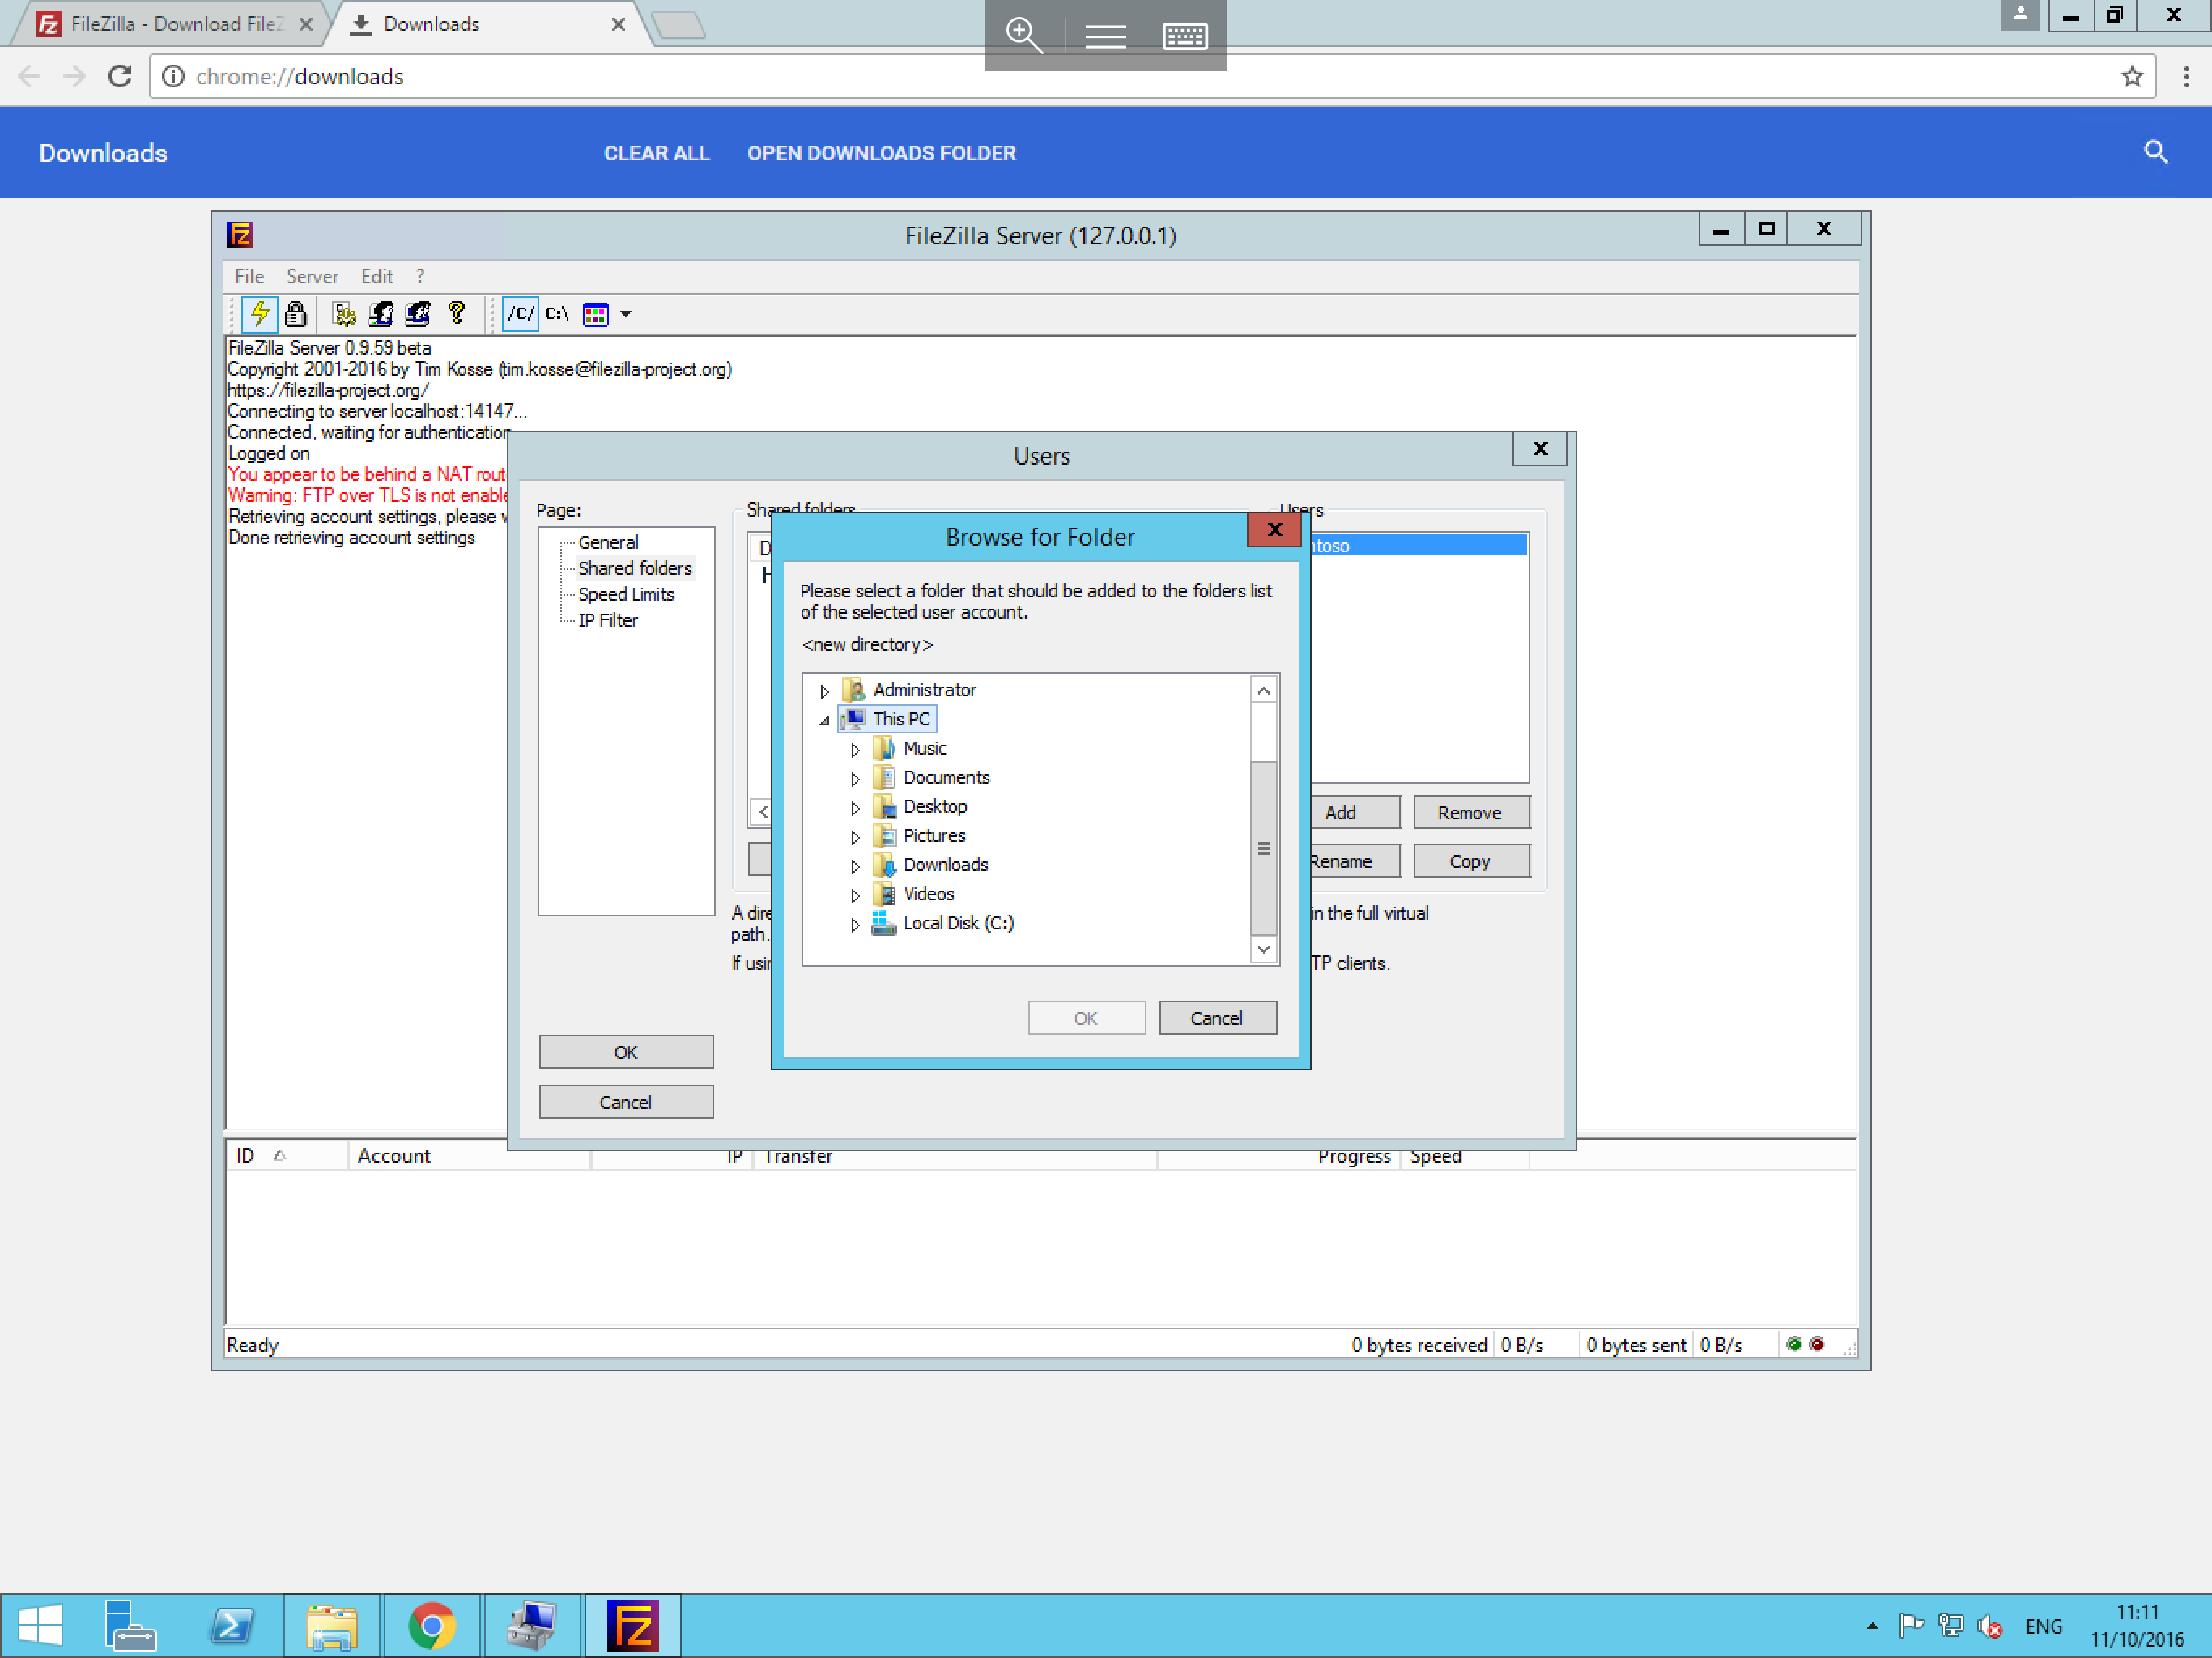 FileZilla - Download FileZ
Downloads
chrome://downloads
Downloads
CLEAR ALL
OPEN DOWNLOADS FOLDER
FileZilla Server (127.0.0.1)
File Server Edit ?
/C/ C:\
FileZilla Server 0.9.59 beta
Copyright 2001-2016 by Tim Kosse (tim.kosse@filezilla-project.org)
https://filezilla-project.org/
Connecting to server localhost:14147...
Connected, waiting for authentication
Logged on
You appear to be behind a NAT rout
Warning: FTP over TLS is not enable
Retrieving account settings, please w
Done retrieving account settings
Users
Page:
General
Shared folders
Speed Limits
IP Filter
OK
Cancel
Shared folders
Users
D
H
ntoso
Add
Remove
Rename
Copy
A dire
in the full virtual
path.
If usin
TP clients.
Browse for Folder
Please select a folder that should be added to the folders list
of the selected user account.
<new directory>
Administrator
This PC
Music
Documents
Desktop
Pictures
Downloads
Videos
Local Disk (C:)
OK
Cancel
ID Account IP Transfer Progress Speed
Ready
0 bytes received 0 B/s 0 bytes sent 0 B/s
ENG
11:11
11/10/2016